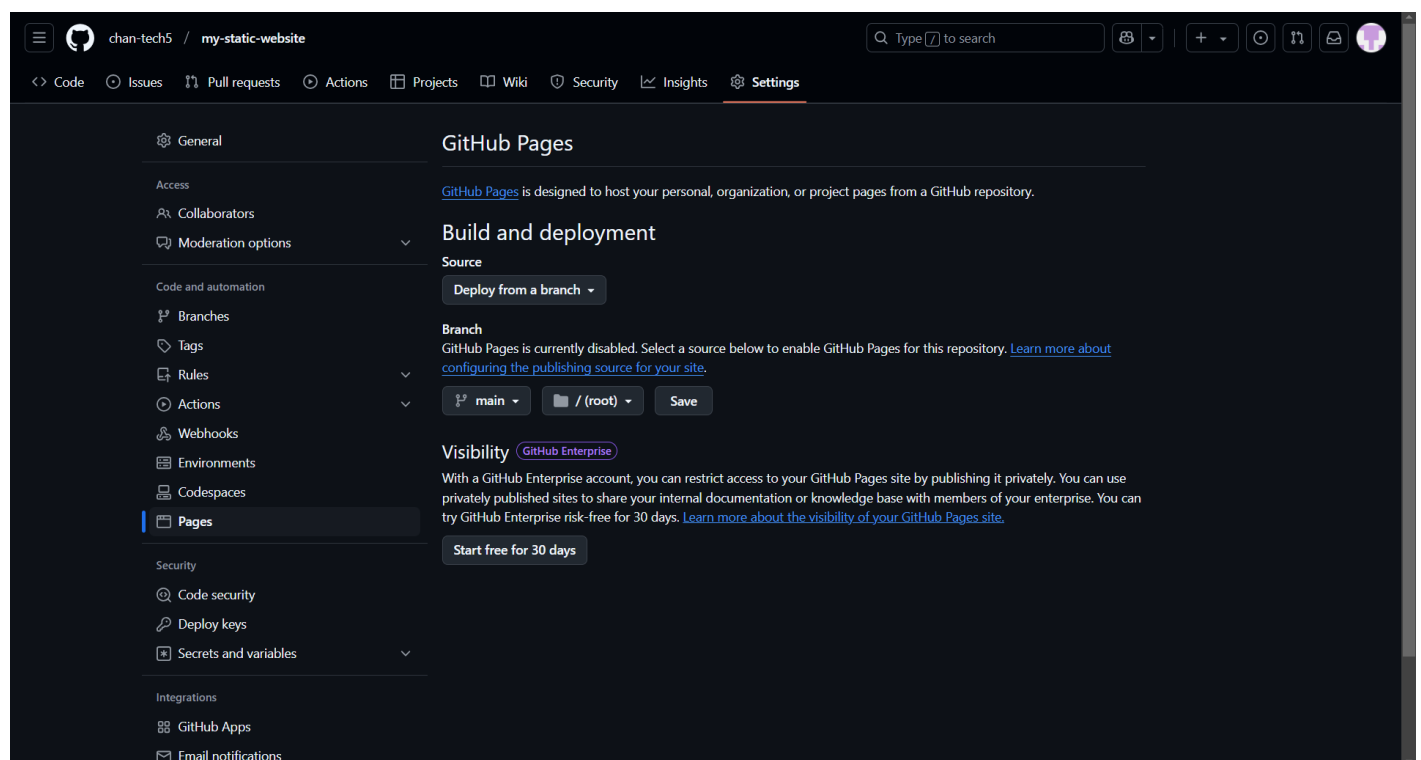 chan-tech5 / my-static-website
Type / to search
Code
Issues
Pull requests
Actions
Projects
Wiki
Security
Insights
Settings
General
Access
Collaborators
Moderation options
Code and automation
Branches
Tags
Rules
Actions
Webhooks
Environments
Codespaces
Pages
Security
Code security
Deploy keys
Secrets and variables
Integrations
GitHub Apps
Email notifications
GitHub Pages
GitHub Pages is designed to host your personal, organization, or project pages from a GitHub repository.
Build and deployment
Source
Deploy from a branch
Branch
GitHub Pages is currently disabled. Select a source below to enable GitHub Pages for this repository. Learn more about
configuring the publishing source for your site.
main / (root) Save
Visibility GitHub Enterprise
With a GitHub Enterprise account, you can restrict access to your GitHub Pages site by publishing it privately. You can use
privately published sites to share your internal documentation or knowledge base with members of your enterprise. You can
try GitHub Enterprise risk-free for 30 days. Learn more about the visibility of your GitHub Pages site.
Start free for 30 days